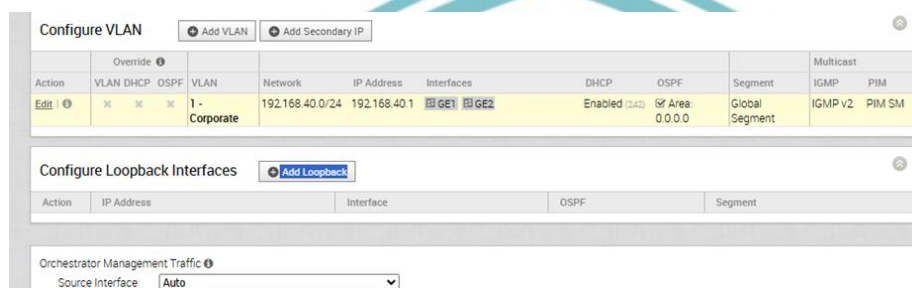 Configure VLAN Add VLAN Add Secondary IP
Override Multicast
Action VLAN DHCP OSPF VLAN Network IP Address Interfaces DHCP OSPF Segment IGMP PIM
Edit | 1 - 192.168.40.0/24 192.168.40.1 GE1 GE2 Enabled (242) Area: Global IGMP v2 PIM SM
Corporate 0.0.0.0 Segment
Configure Loopback Interfaces Add Loopback
Action IP Address Interface OSPF Segment
Orchestrator Management Traffic
Source Interface Auto